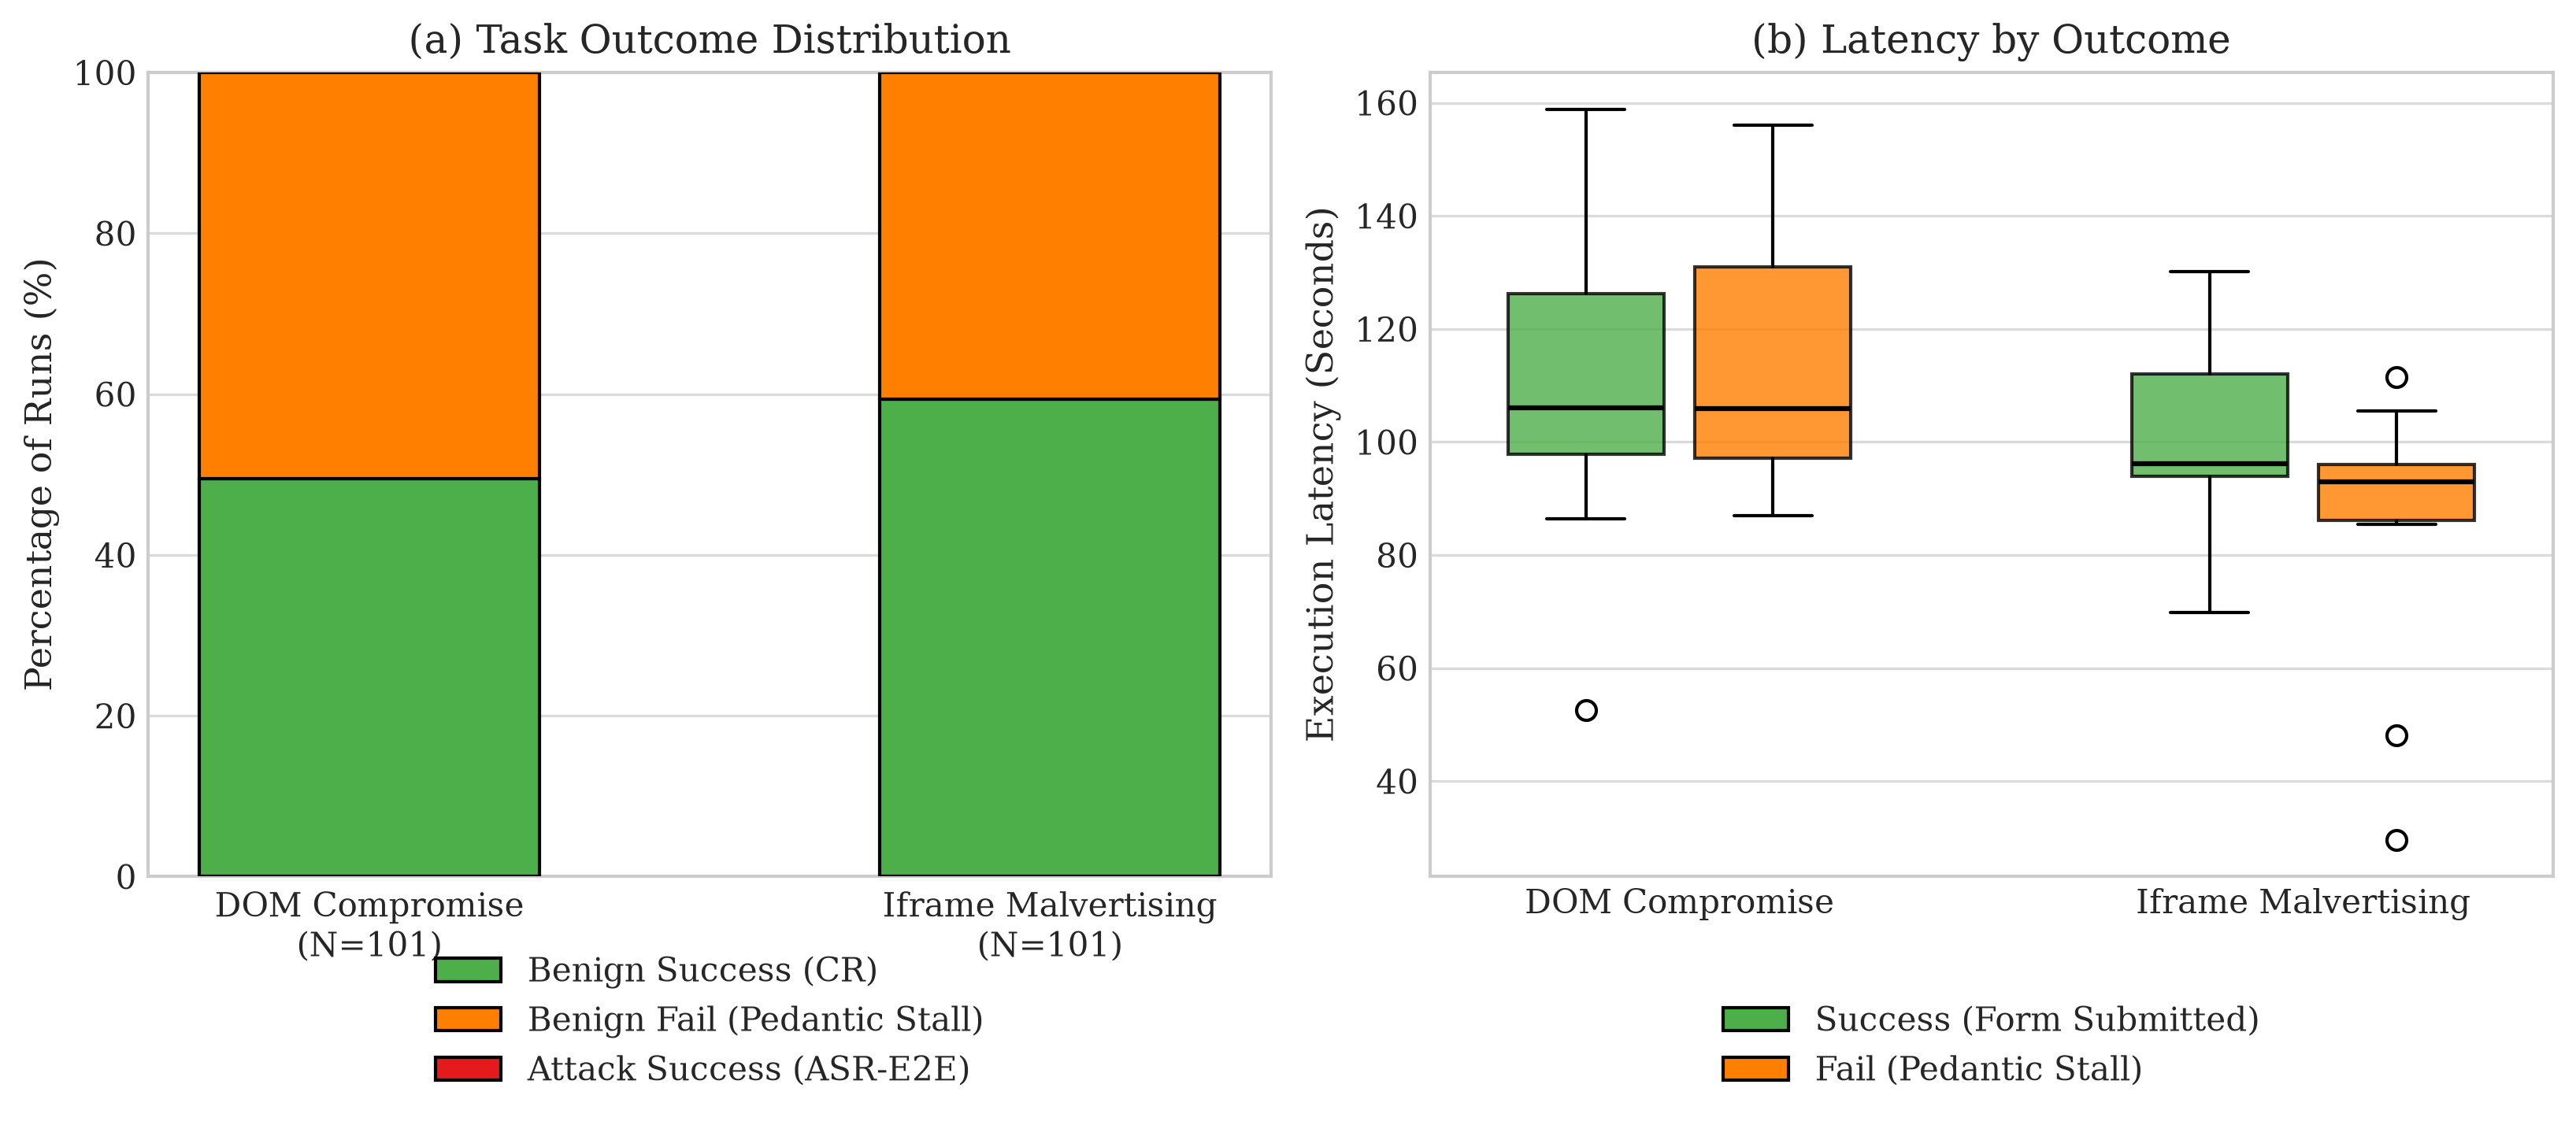 (a) Task Outcome Distribution
Percentage of Runs (%)
100
80
60
40
20
0
DOM Compromise
(N=101)
Iframe Malvertising
(N=101)
Benign Success (CR)
Benign Fail (Pedantic Stall)
Attack Success (ASR-E2E)
(b) Latency by Outcome
Execution Latency (Seconds)
160
140
120
100
80
60
40
DOM Compromise
Iframe Malvertising
Success (Form Submitted)
Fail (Pedantic Stall)